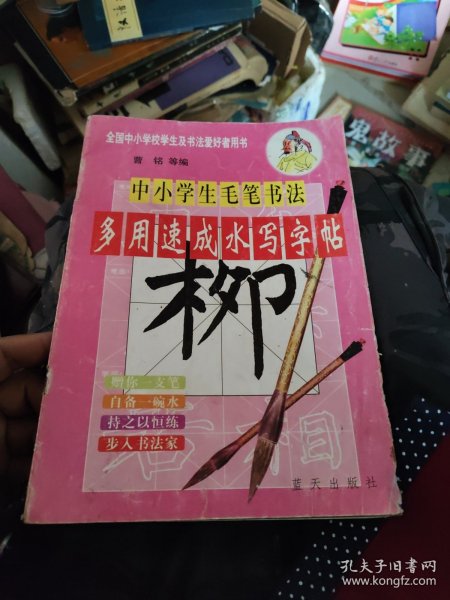 全国中小学校学生及书法爱好者用书
曹铭 等编
中小学生毛笔书法
多用速成水写字帖
柳
赠你一支笔
自备一碗水
持之以恒练
步入书法家
蓝天出版社
鬼故事
孔夫子旧书网
www.kongfz.com